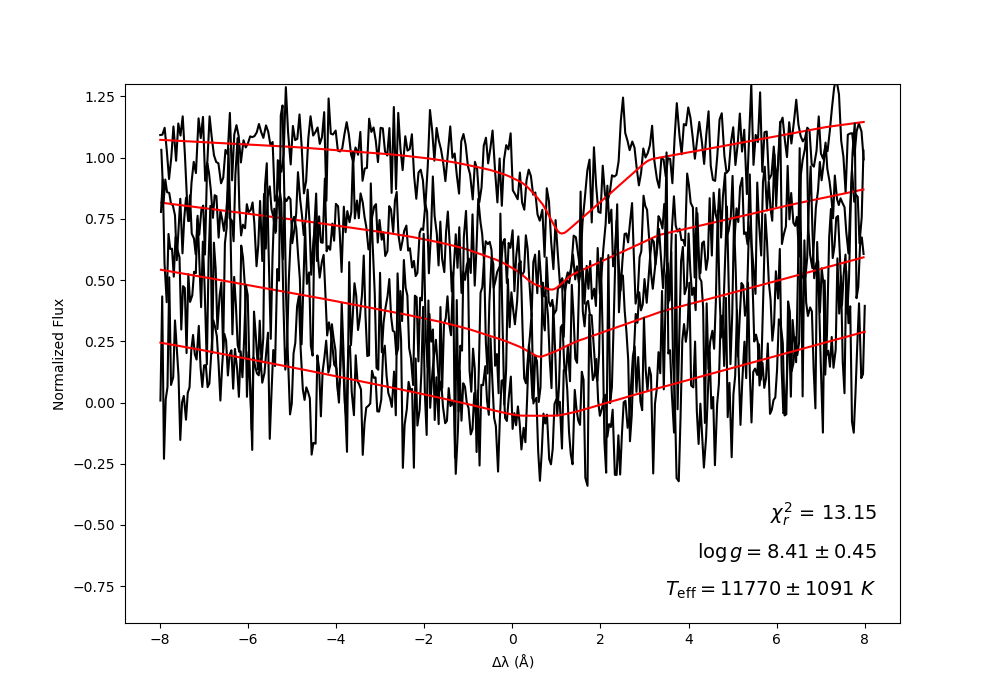 1.25
1.00
0.75
0.50
0.25
0.00
−0.25
−0.50
−0.75
Normalized Flux
χ²ᵣ = 13.15
log g = 8.41 ± 0.45
T_eff = 11770 ± 1091 K
−8 −6 −4 −2 0 2 4 6 8
Δλ (Å)